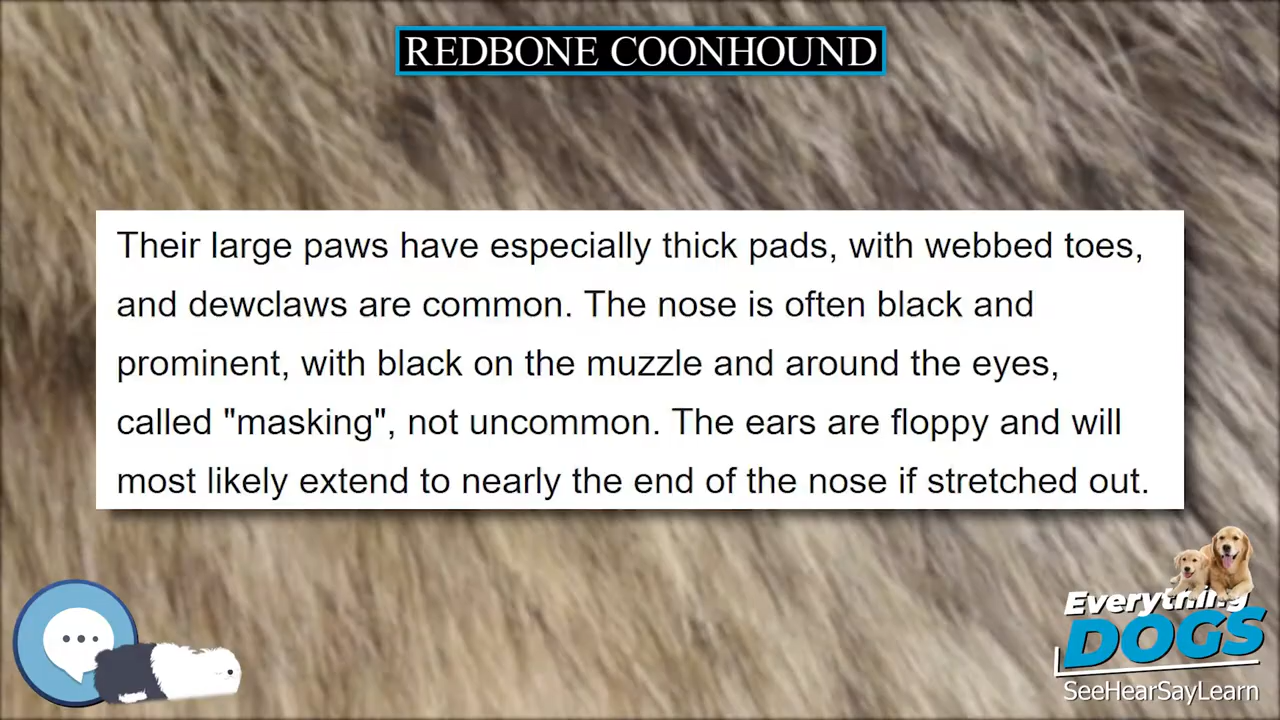 REDBONE COONHOUND
Their large paws have especially thick pads, with webbed toes,
and dewclaws are common. The nose is often black and
prominent, with black on the muzzle and around the eyes,
called "masking", not uncommon. The ears are floppy and will
most likely extend to nearly the end of the nose if stretched out.
Everything
DOGS
SeeHearSayLearn